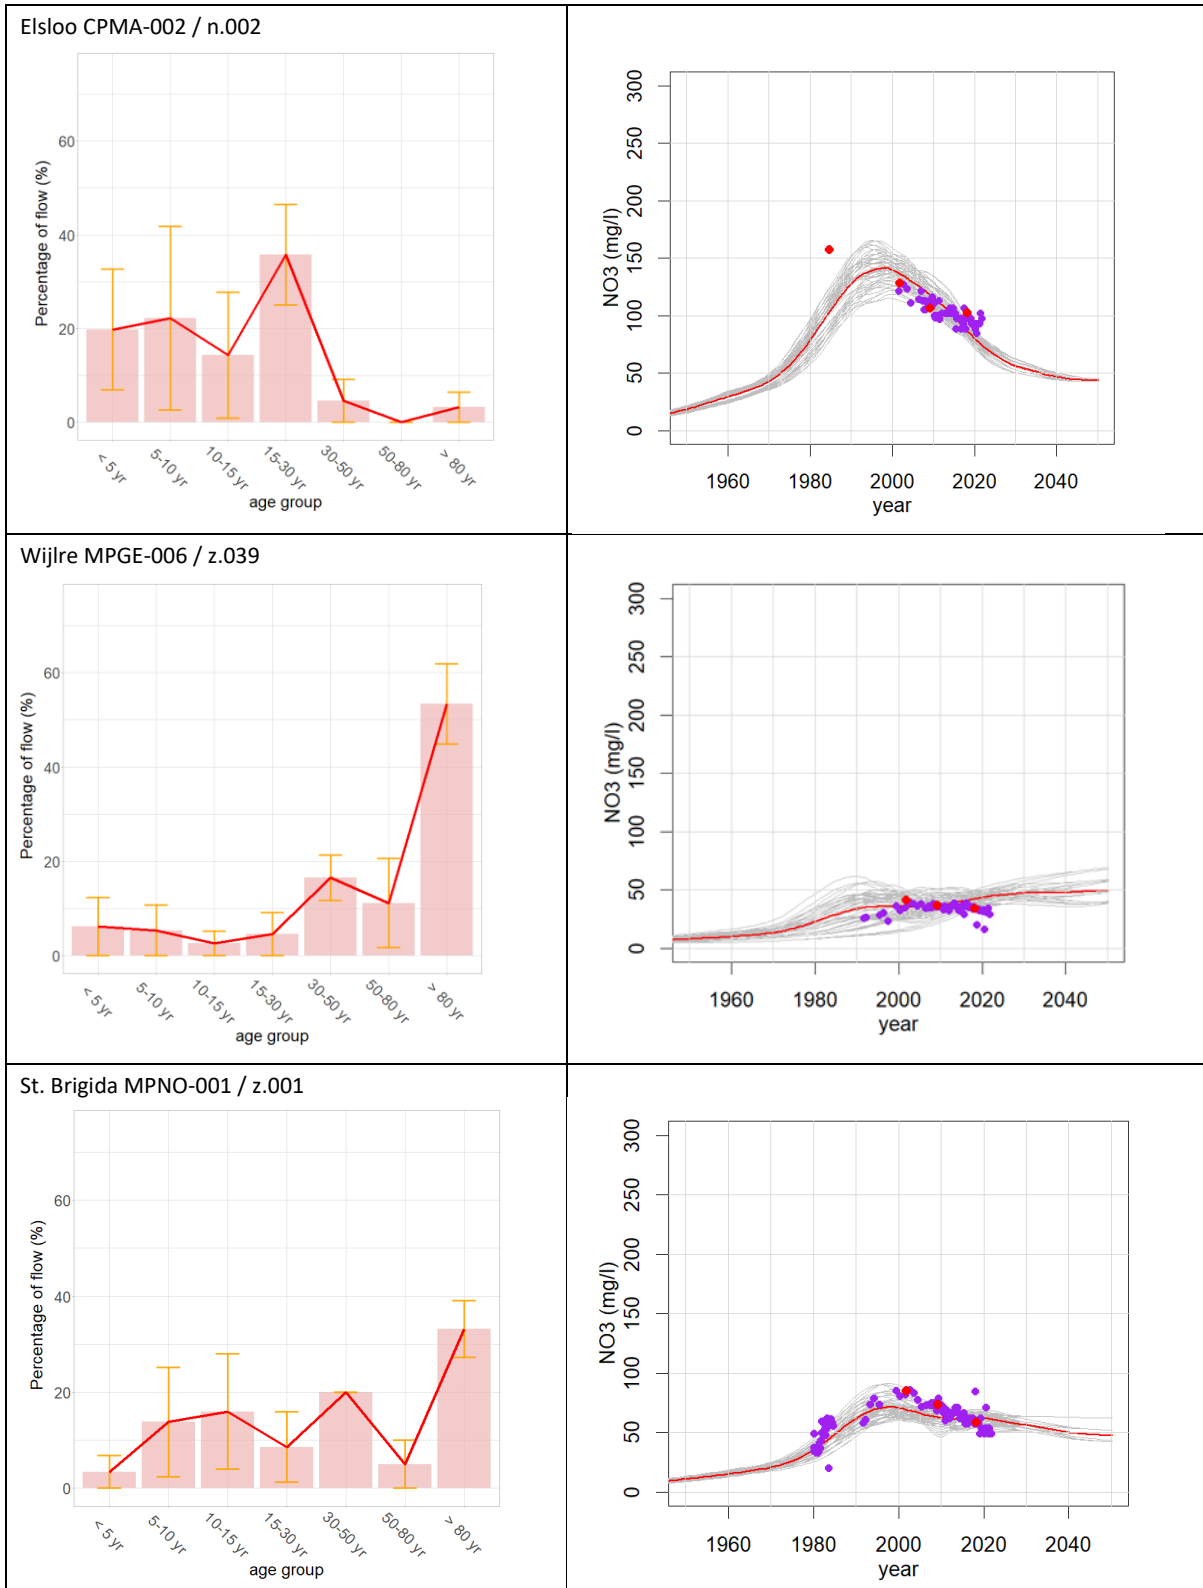 Elsloo CPMA-002 / n.002
Percentage of flow (%)
60
40
20
0
< 5 yr
5-10 yr
10-15 yr
15-30 yr
30-50 yr
50-80 yr
> 80 yr
age group
NO3 (mg/l)
300
250
200
150
100
50
0
1960
1980
2000
2020
2040
year
Wijlre MPGE-006 / z.039
Percentage of flow (%)
60
40
20
0
< 5 yr
5-10 yr
10-15 yr
15-30 yr
30-50 yr
50-80 yr
> 80 yr
age group
NO3 (mg/l)
300
250
200
150
100
50
0
1960
1980
2000
2020
2040
year
St. Brigida MPNO-001 / z.001
Percentage of flow (%)
60
40
20
0
< 5 yr
5-10 yr
10-15 yr
15-30 yr
30-50 yr
50-80 yr
> 80 yr
age group
NO3 (mg/l)
300
250
200
150
100
50
0
1960
1980
2000
2020
2040
year